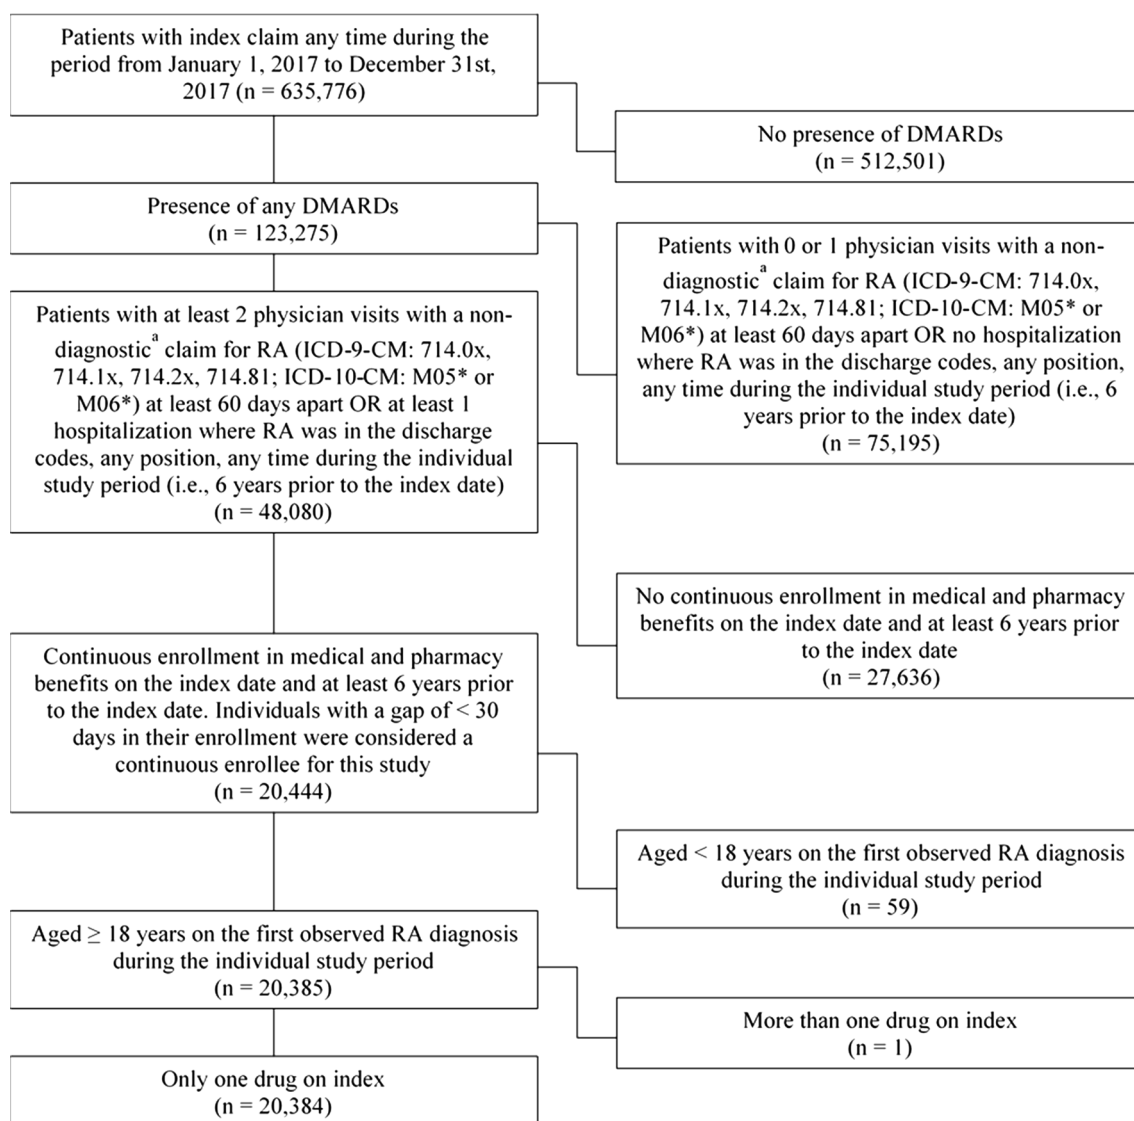 Patients with index claim any time during the
period from January 1, 2017 to December 31st,
2017 (n = 635,776)
No presence of DMARDs
(n = 512,501)
Presence of any DMARDs
(n = 123,275)
Patients with 0 or 1 physician visits with a non-
diagnosticᵃ claim for RA (ICD-9-CM: 714.0x,
714.1x, 714.2x, 714.81; ICD-10-CM: M05* or
M06*) at least 60 days apart OR no hospitalization
where RA was in the discharge codes, any position,
any time during the individual study period (i.e., 6
years prior to the index date)
(n = 75,195)
Patients with at least 2 physician visits with a non-
diagnosticᵃ claim for RA (ICD-9-CM: 714.0x,
714.1x, 714.2x, 714.81; ICD-10-CM: M05* or
M06*) at least 60 days apart OR at least 1
hospitalization where RA was in the discharge
codes, any position, any time during the individual
study period (i.e., 6 years prior to the index date)
(n = 48,080)
No continuous enrollment in medical and pharmacy
benefits on the index date and at least 6 years prior
to the index date
(n = 27,636)
Continuous enrollment in medical and pharmacy
benefits on the index date and at least 6 years prior
to the index date. Individuals with a gap of < 30
days in their enrollment were considered a
continuous enrollee for this study
(n = 20,444)
Aged < 18 years on the first observed RA diagnosis
during the individual study period
(n = 59)
Aged ≥ 18 years on the first observed RA diagnosis
during the individual study period
(n = 20,385)
More than one drug on index
(n = 1)
Only one drug on index
(n = 20,384)